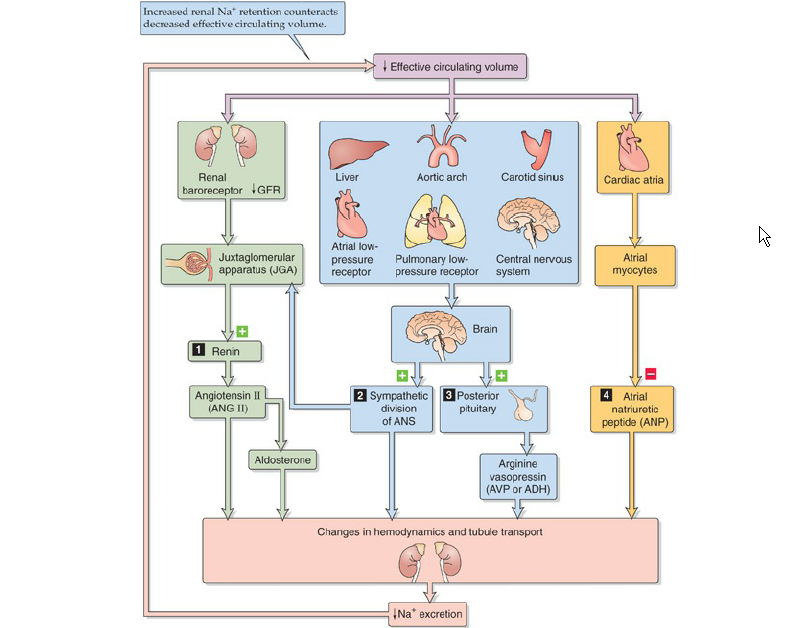 Increased renal Na⁺ retention counteracts
decreased effective circulating volume.
↓ Effective circulating volume
Renal
baroreceptor ↓GFR
Liver
Aortic arch
Carotid sinus
Atrial low-
pressure
receptor
Pulmonary low-
pressure receptor
Central nervous
system
Cardiac atria
Juxtaglomerular
apparatus (JGA)
Atrial
myocytes
Brain
+
1 Renin
+
+
−
Angiotensin II
(ANG II)
2 Sympathetic
division
of ANS
3 Posterior
pituitary
4 Atrial
natriuretic
peptide (ANP)
Aldosterone
Arginine
vasopressin
(AVP or ADH)
Changes in hemodynamics and tubule transport
↓Na⁺ excretion